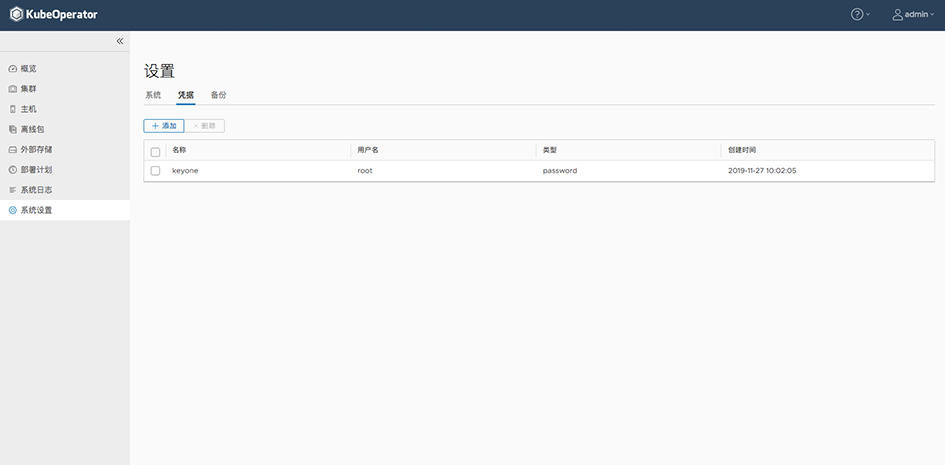 KubeOperator
admin
概览
集群
主机
离线包
外部存储
部署计划
系统日志
系统设置
设置
系统 凭据 备份
+ 添加 × 删除
名称 用户名 类型 创建时间
keyone root password 2019-11-27 10:02:05